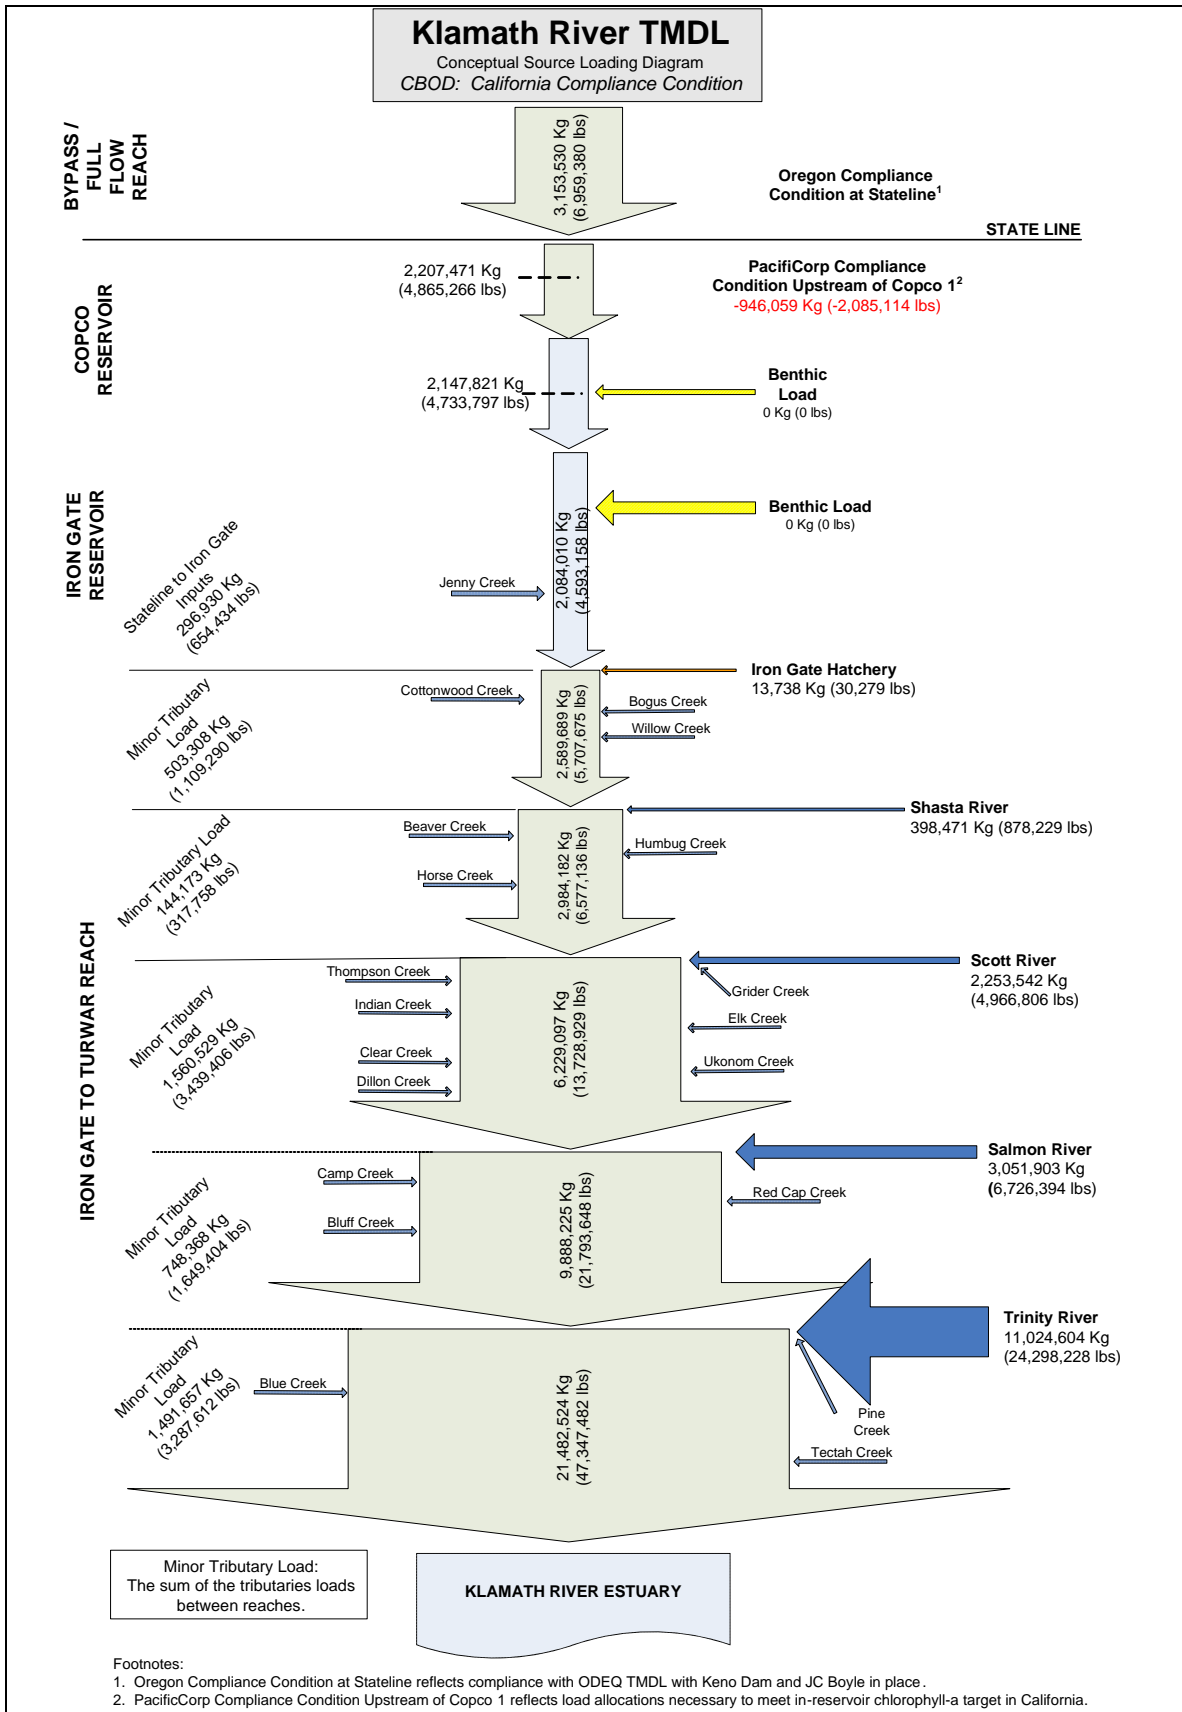 Klamath River TMDL
Conceptual Source Loading Diagram
CBOD:  California Compliance Condition
BYPASS /
FULL
FLOW
REACH
3,153,530 Kg
(6,959,380 lbs)
Oregon Compliance
Condition at Stateline1
STATE LINE
COPCO
RESERVOIR
2,207,471 Kg
(4,865,266 lbs)
PacifiCorp Compliance
Condition Upstream of Copco 12
-946,059 Kg (-2,085,114 lbs)
2,147,821 Kg
(4,733,797 lbs)
Benthic
Load
0 Kg (0 lbs)
IRON GATE
RESERVOIR
2,084,010 Kg
(4,593,158 lbs)
Benthic Load
0 Kg (0 lbs)
Stateline to Iron Gate
Inputs
296,930 Kg
(654,434 lbs)
Jenny Creek
IRON GATE TO TURWAR REACH
Iron Gate Hatchery
13,738 Kg (30,279 lbs)
Minor Tributary
Load
503,308 Kg
(1,109,290 lbs)
Cottonwood Creek
2,589,689 Kg
(5,707,675 lbs)
Bogus Creek
Willow Creek
Shasta River
398,471 Kg (878,229 lbs)
Minor Tributary Load
144,173 Kg
(317,758 lbs)
Beaver Creek
Horse Creek
2,984,182 Kg
(6,577,136 lbs)
Humbug Creek
Scott River
2,253,542 Kg
(4,966,806 lbs)
Minor Tributary
Load
1,560,529 Kg
(3,439,406 lbs)
Thompson Creek
Indian Creek
Clear Creek
Dillon Creek
6,229,097 Kg
(13,728,929 lbs)
Grider Creek
Elk Creek
Ukonom Creek
Salmon River
3,051,903 Kg
(6,726,394 lbs)
Minor Tributary
Load
748,368 Kg
(1,649,404 lbs)
Camp Creek
Bluff Creek
9,888,225 Kg
(21,793,648 lbs)
Red Cap Creek
Trinity River
11,024,604 Kg
(24,298,228 lbs)
Minor Tributary
Load
1,491,657 Kg
(3,287,612 lbs)
Blue Creek
21,482,524 Kg
(47,347,482 lbs)
Pine
Creek
Tectah Creek
Minor Tributary Load:
The sum of the tributaries loads
between reaches.
KLAMATH RIVER ESTUARY
Footnotes:
1.  Oregon Compliance Condition at Stateline reflects compliance with ODEQ TMDL with Keno Dam and JC Boyle in place.
2.  PacificCorp Compliance Condition Upstream of Copco 1 reflects load allocations necessary to meet in-reservoir chlorophyll-a target in California.